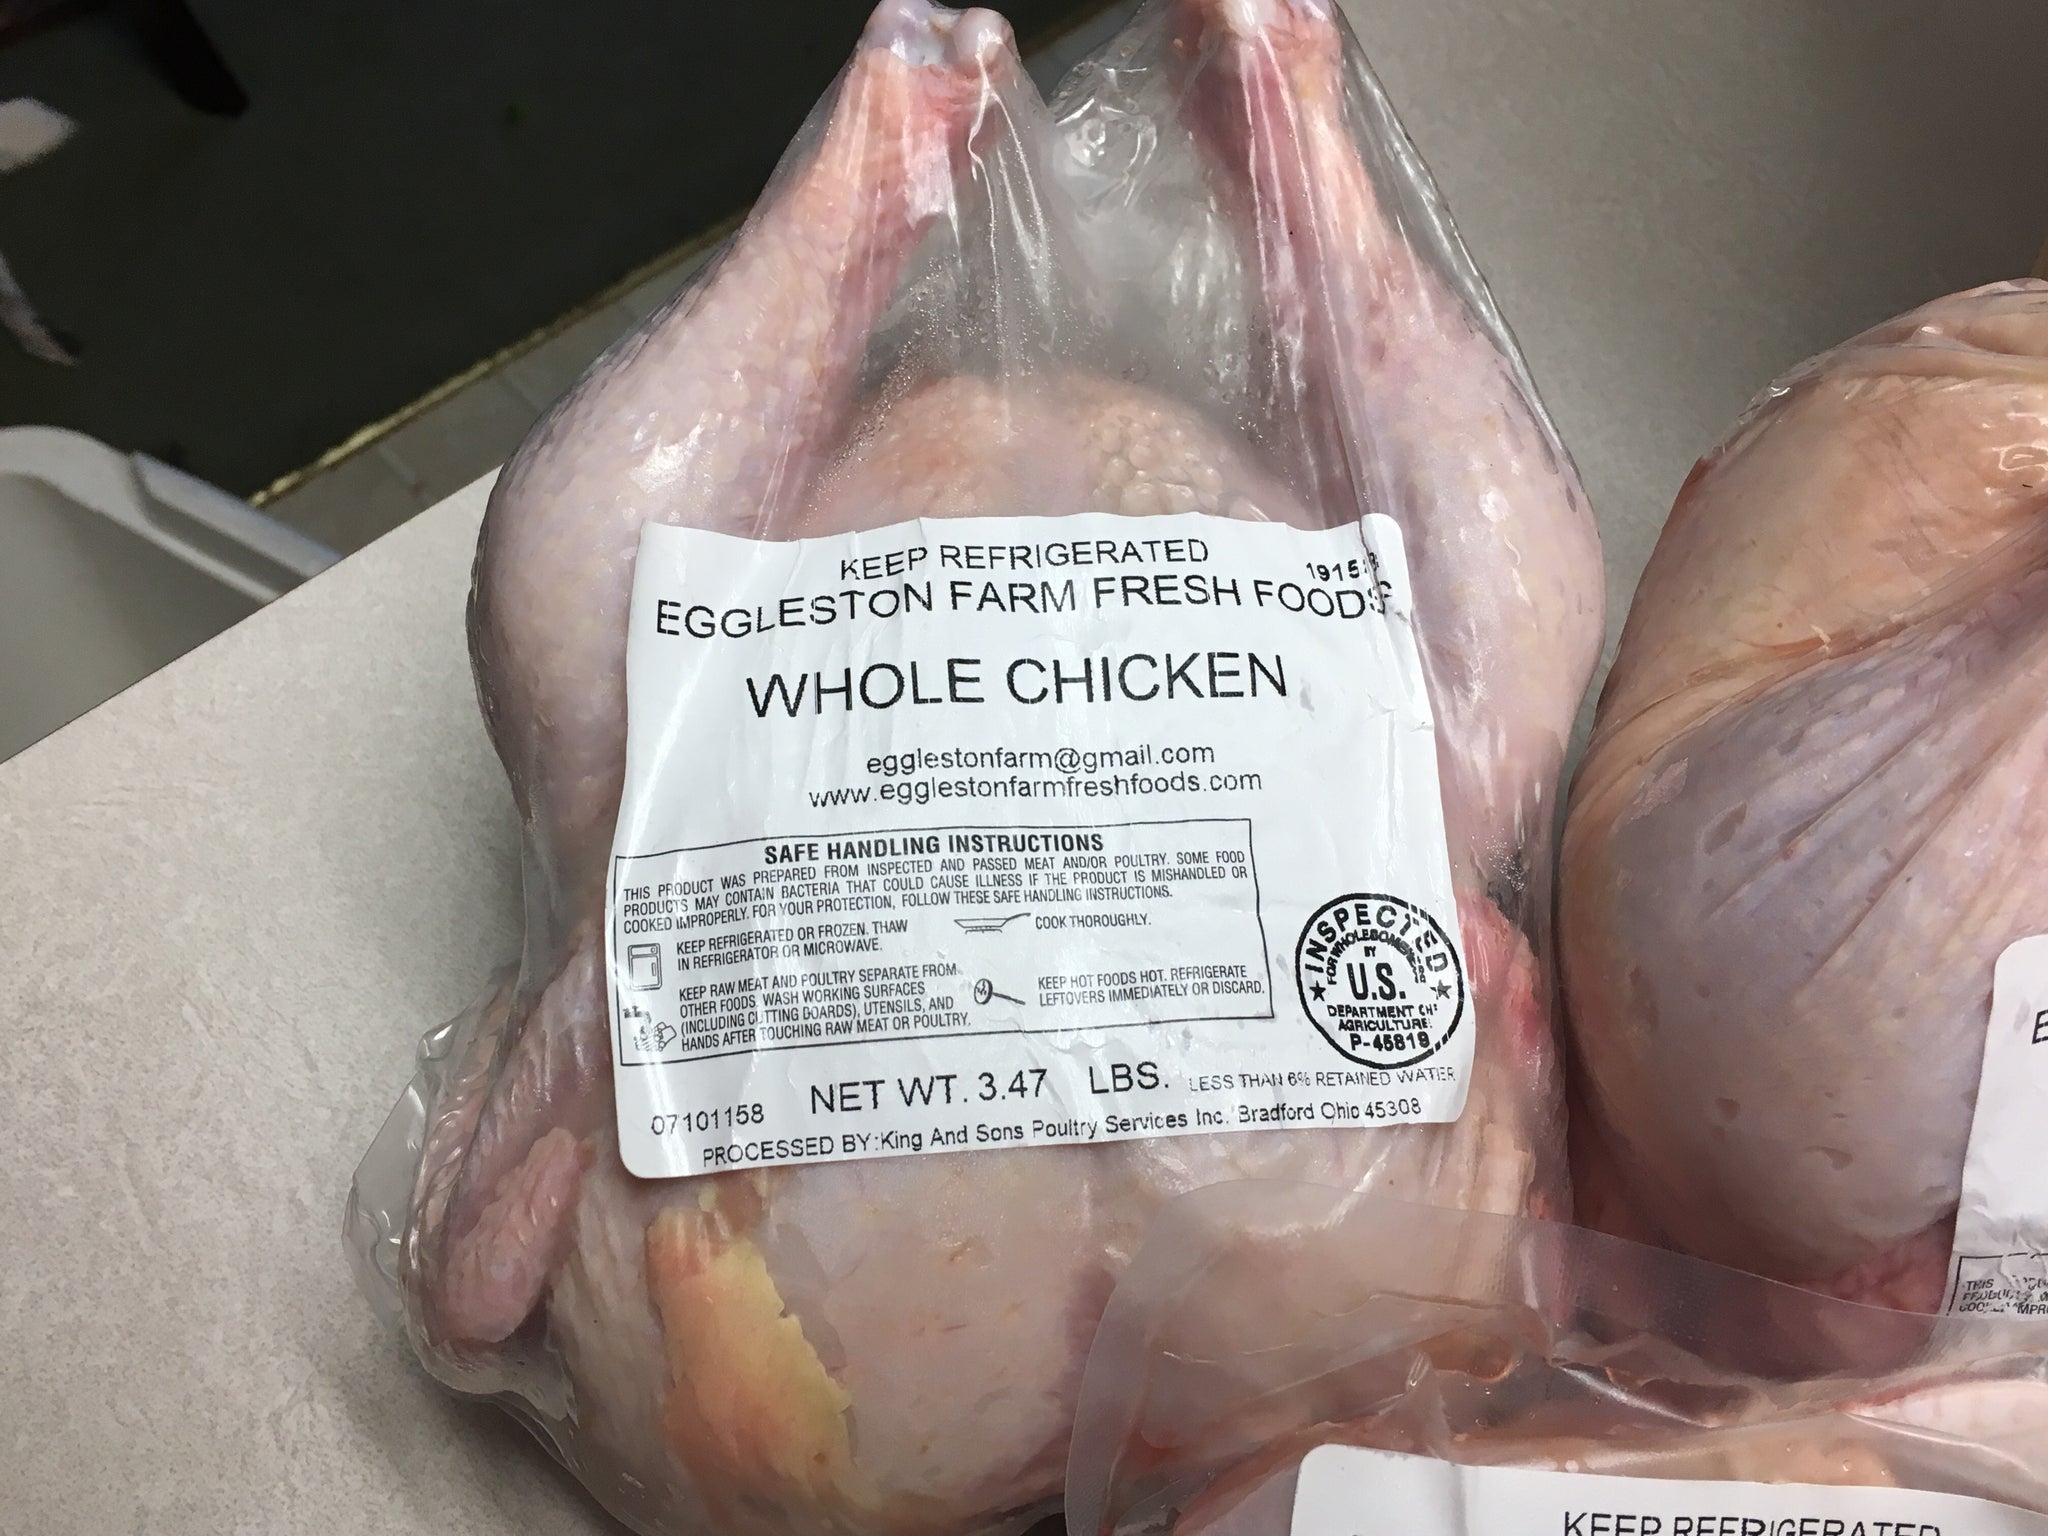 KEEP REFRIGERATED
EGGLESTON FARM FRESH FOODS
WHOLE CHICKEN
egglestonfarm@gmail.com
www.egglestonfarmfreshfoods.com
SAFE HANDLING INSTRUCTIONS
THIS PRODUCT WAS PREPARED FROM INSPECTED AND PASSED MEAT AND/OR POULTRY. SOME FOOD
PRODUCTS MAY CONTAIN BACTERIA THAT COULD CAUSE ILLNESS IF THE PRODUCT IS MISHANDLED OR
COOKED IMPROPERLY. FOR YOUR PROTECTION, FOLLOW THESE SAFE HANDLING INSTRUCTIONS.
KEEP REFRIGERATED OR FROZEN. THAW
IN REFRIGERATOR OR MICROWAVE.
COOK THOROUGHLY.
KEEP RAW MEAT AND POULTRY SEPARATE FROM
OTHER FOODS. WASH WORKING SURFACES
(INCLUDING CUTTING BOARDS), UTENSILS, AND
HANDS AFTER TOUCHING RAW MEAT OR POULTRY.
KEEP HOT FOODS HOT. REFRIGERATE
LEFTOVERS IMMEDIATELY OR DISCARD.
INSPECTED
FOR WHOLESOMENESS
BY
U.S.
DEPARTMENT
AGRICULTURE
P-45819
07101158
NET WT. 3.47 LBS. LESS THAN 6% RETAINED WATER
PROCESSED BY:King And Sons Poultry Services Inc. Bradford Ohio 45308
THIS
KEEP REFRIGERATED